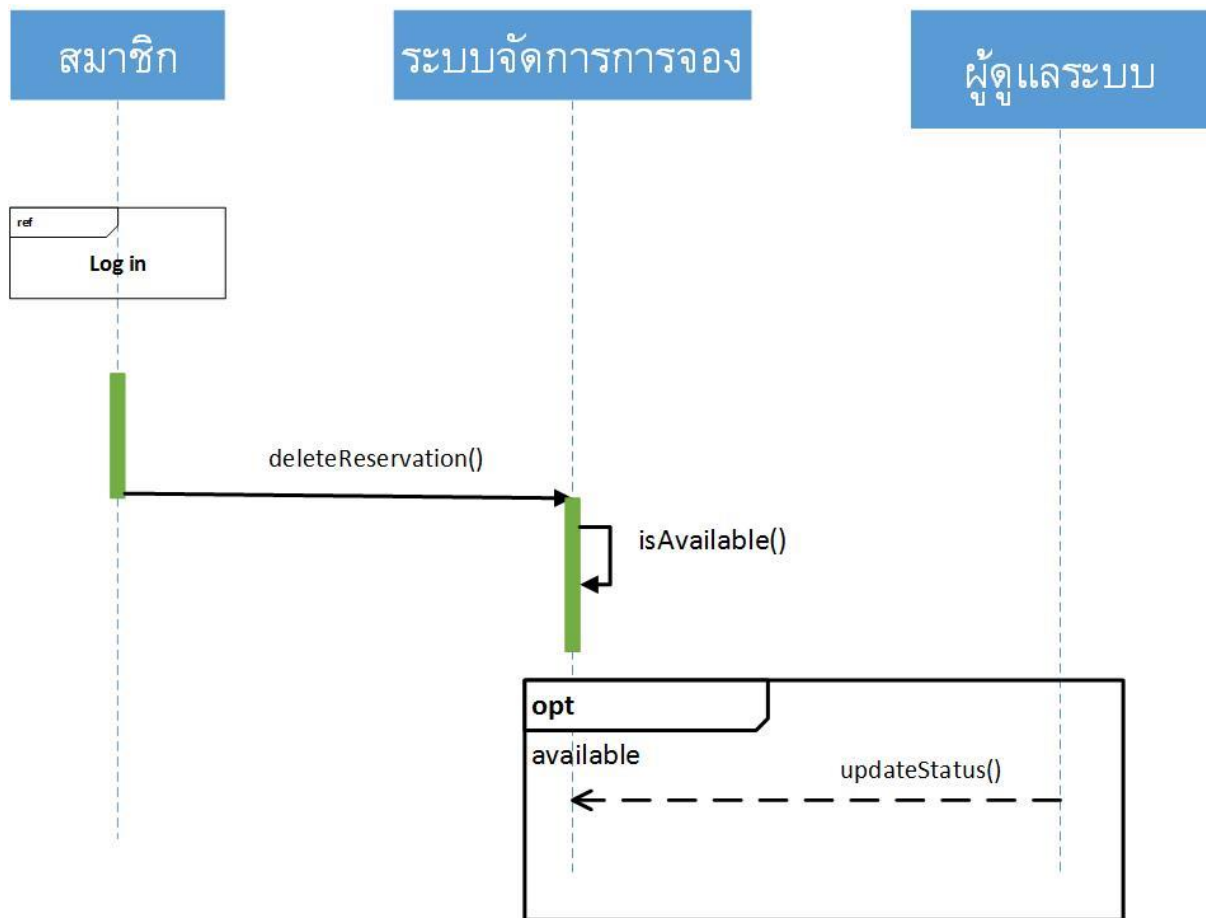 สมาชิก
ระบบจัดการการจอง
ผู้ดูแลระบบ
ref
Log in
deleteReservation()
isAvailable()
opt
available
updateStatus()